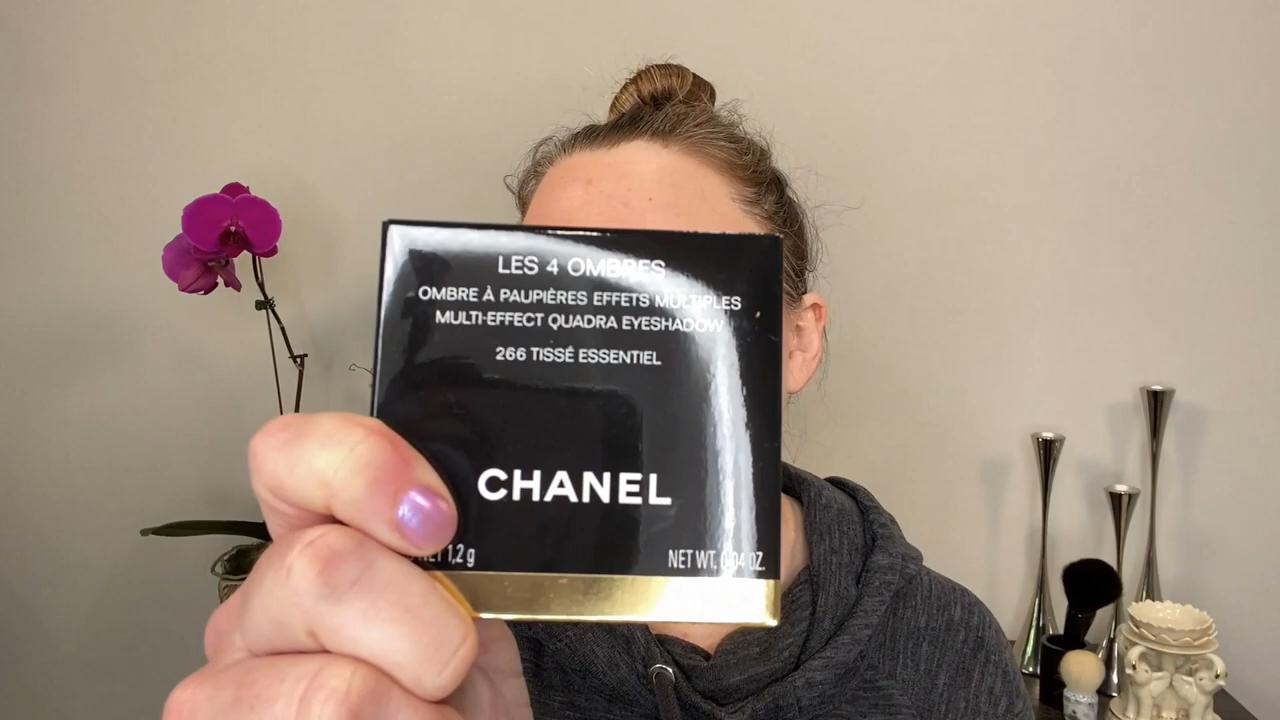 LES 4 OMBRES
OMBRE À PAUPIÈRES EFFETS MULTIPLES
MULTI-EFFECT QUADRA EYESHADOW
266 TISSÉ ESSENTIEL
CHANEL
1,2 g
NET WT. 0.04 OZ.